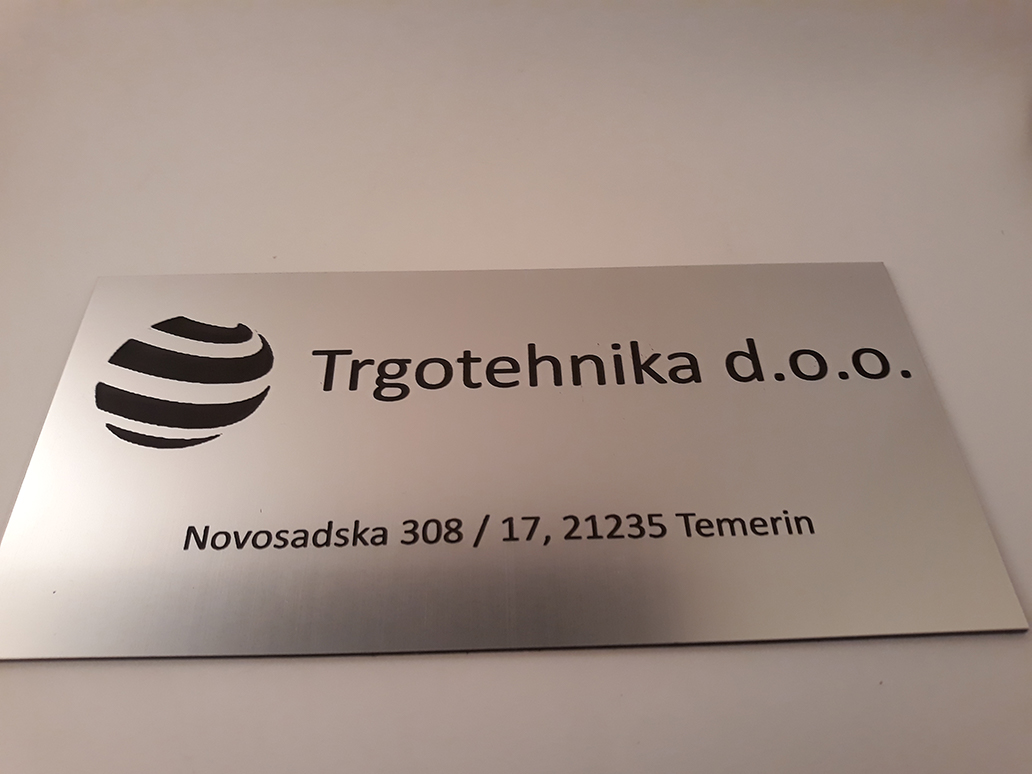 Trgotehnika d.o.o.
Novosadska 308 / 17, 21235 Temerin